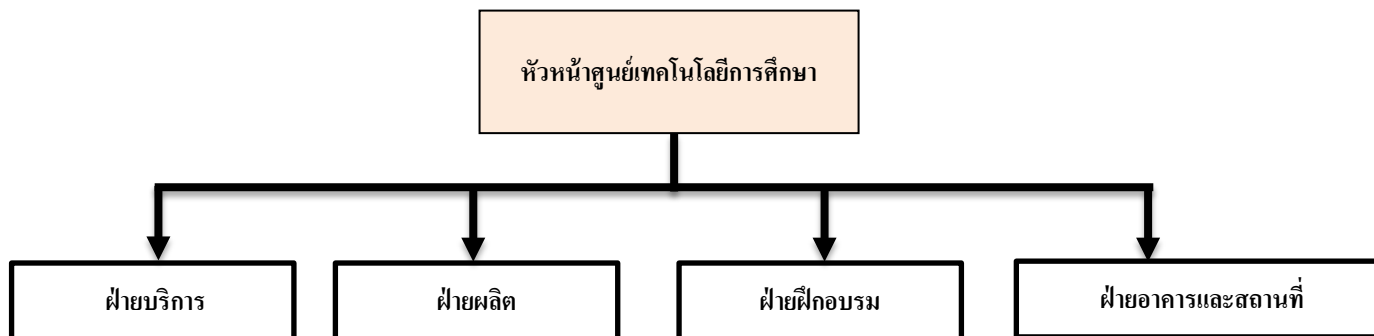 หัวหน้าศูนย์เทคโนโลยีการศึกษา
ฝ่ายบริการ
ฝ่ายผลิต
ฝ่ายฝึกอบรม
ฝ่ายอาคารและสถานที่